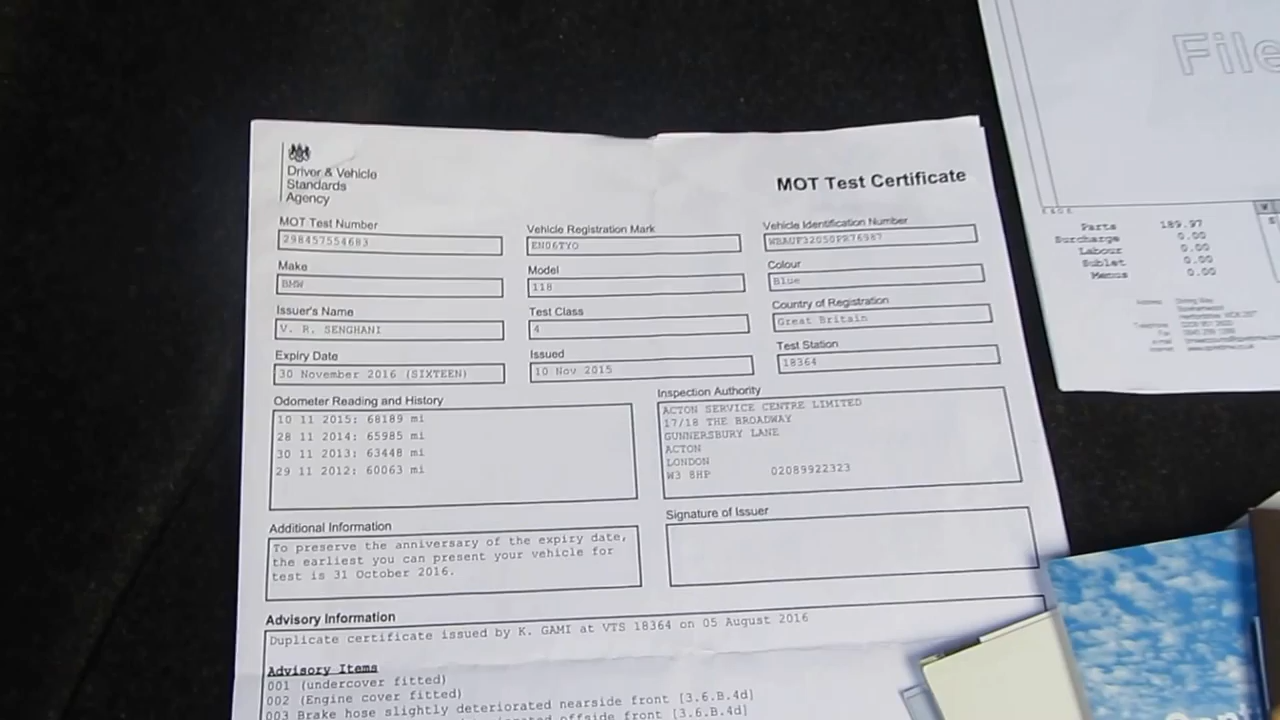 Driver & Vehicle
Standards
Agency
MOT Test Certificate
MOT Test Number
298457554683
Vehicle Registration Mark
EN06TYO
Vehicle Identification Number
Make
BMW
Model
118
Colour
Blue
Issuer's Name
V. R. SENGHANI
Test Class
4
Country of Registration
Great Britain
Expiry Date
30 November 2016 (SIXTEEN)
Issued
10 Nov 2015
Test Station
18364
Odometer Reading and History
10 11 2015: 68189 mi
28 11 2014: 65985 mi
30 11 2013: 63448 mi
29 11 2012: 60063 mi
Inspection Authority
ACTON SERVICE CENTRE LIMITED
17/18 THE BROADWAY
GUNNERSBURY LANE
ACTON
LONDON
W3 8HP 02089922323
Additional Information
To preserve the anniversary of the expiry date,
the earliest you can present your vehicle for
test is 31 October 2016.
Signature of Issuer
Advisory Information
Duplicate certificate issued by K. GAMI at VTS 18364 on 05 August 2016
Advisory Items
001 (undercover fitted)
002 (Engine cover fitted)
003 Brake hose slightly deteriorated nearside front [3.6.B.4d]
offside front [3.6.B.4d]
File
E.&O.E.
Parts 189.97
Surcharge 0.00
Labour 0.00
Sublet 0.00
Menus 0.00